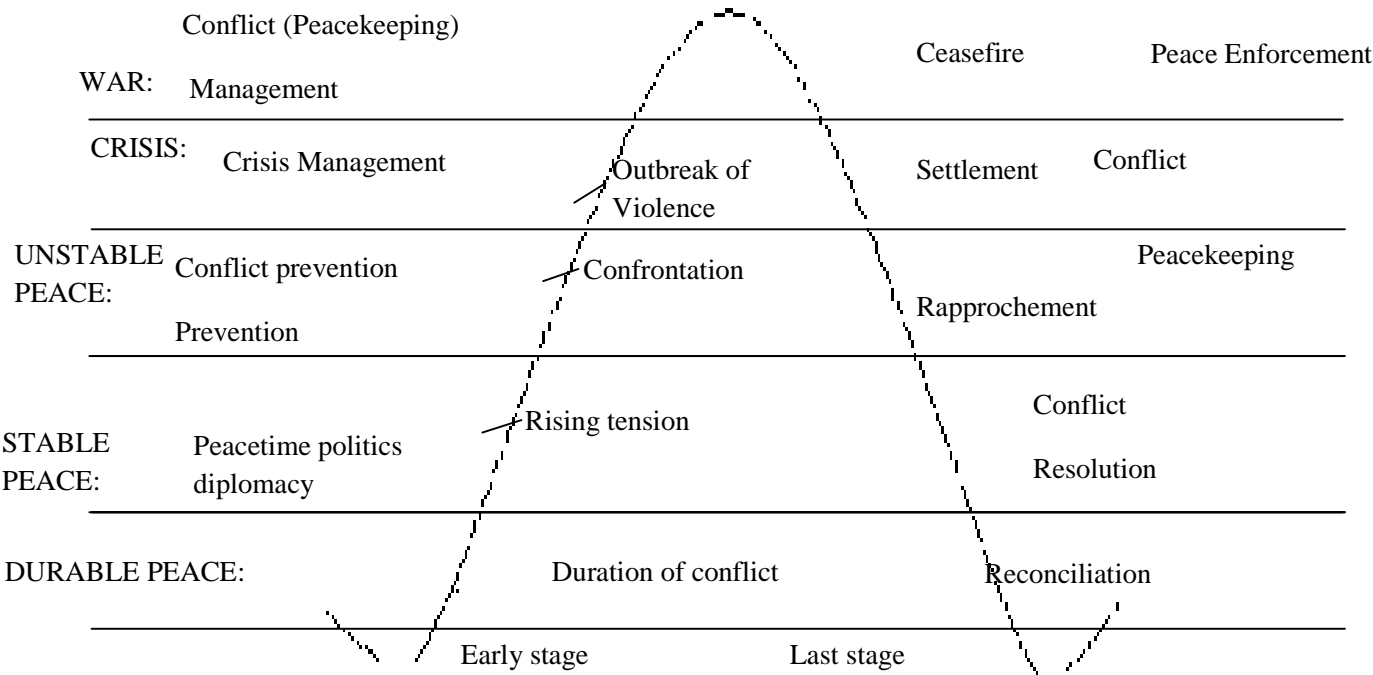 Conflict (Peacekeeping)
Ceasefire
Peace Enforcement
WAR:
Management
CRISIS:
Crisis Management
Outbreak of
Violence
Settlement
Conflict
UNSTABLE
PEACE:
Conflict prevention
Confrontation
Peacekeeping
Rapprochement
Prevention
Conflict
Rising tension
STABLE
PEACE:
Peacetime politics
diplomacy
Resolution
DURABLE PEACE:
Duration of conflict
Reconciliation
Early stage
Last stage